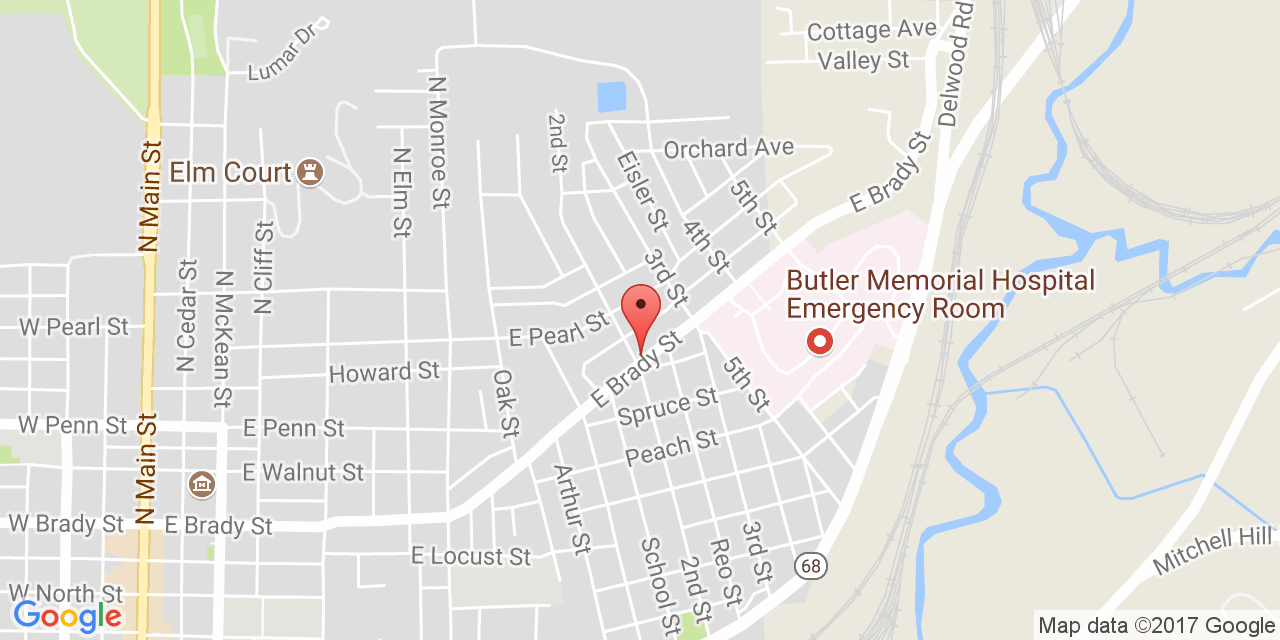 Cottage Ave
Valley St
Delwood Rd
Lumar Dr
N Monroe St
2nd St
Orchard Ave
Elm Court
N Elm St
Eisler St
5th St
E Brady St
N Main St
4th St
N Cliff St
3rd St
N Cedar St
N McKean St
Butler Memorial Hospital
Emergency Room
W Pearl St
E Pearl St
E Brady St
Howard St
5th St
Oak St
Spruce St
W Penn St
E Penn St
N Main St
Peach St
E Walnut St
W Brady St
E Brady St
Arthur St
E Locust St
School St
2nd St
Reo St
3rd St
68
Mitchell Hill
W North St
Google
Map data ©2017 Google